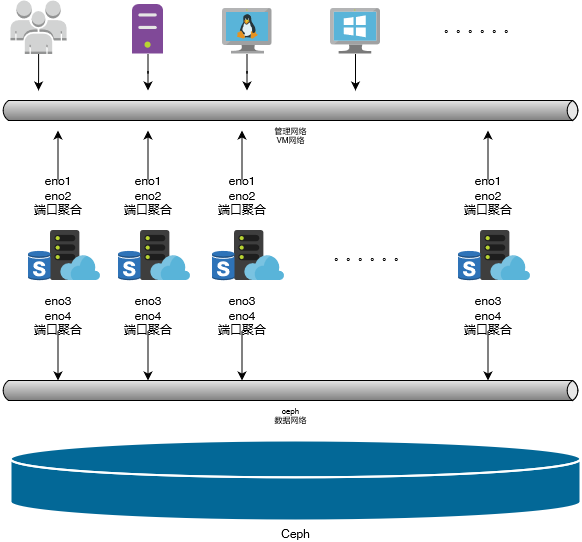 。。。。。。
管理网络
VM网络
eno1
eno2
端口聚合
eno1
eno2
端口聚合
eno1
eno2
端口聚合
eno1
eno2
端口聚合
S
S
S
。。。。。。
S
eno3
eno4
端口聚合
eno3
eno4
端口聚合
eno3
eno4
端口聚合
eno3
eno4
端口聚合
ceph
数据网络
Ceph